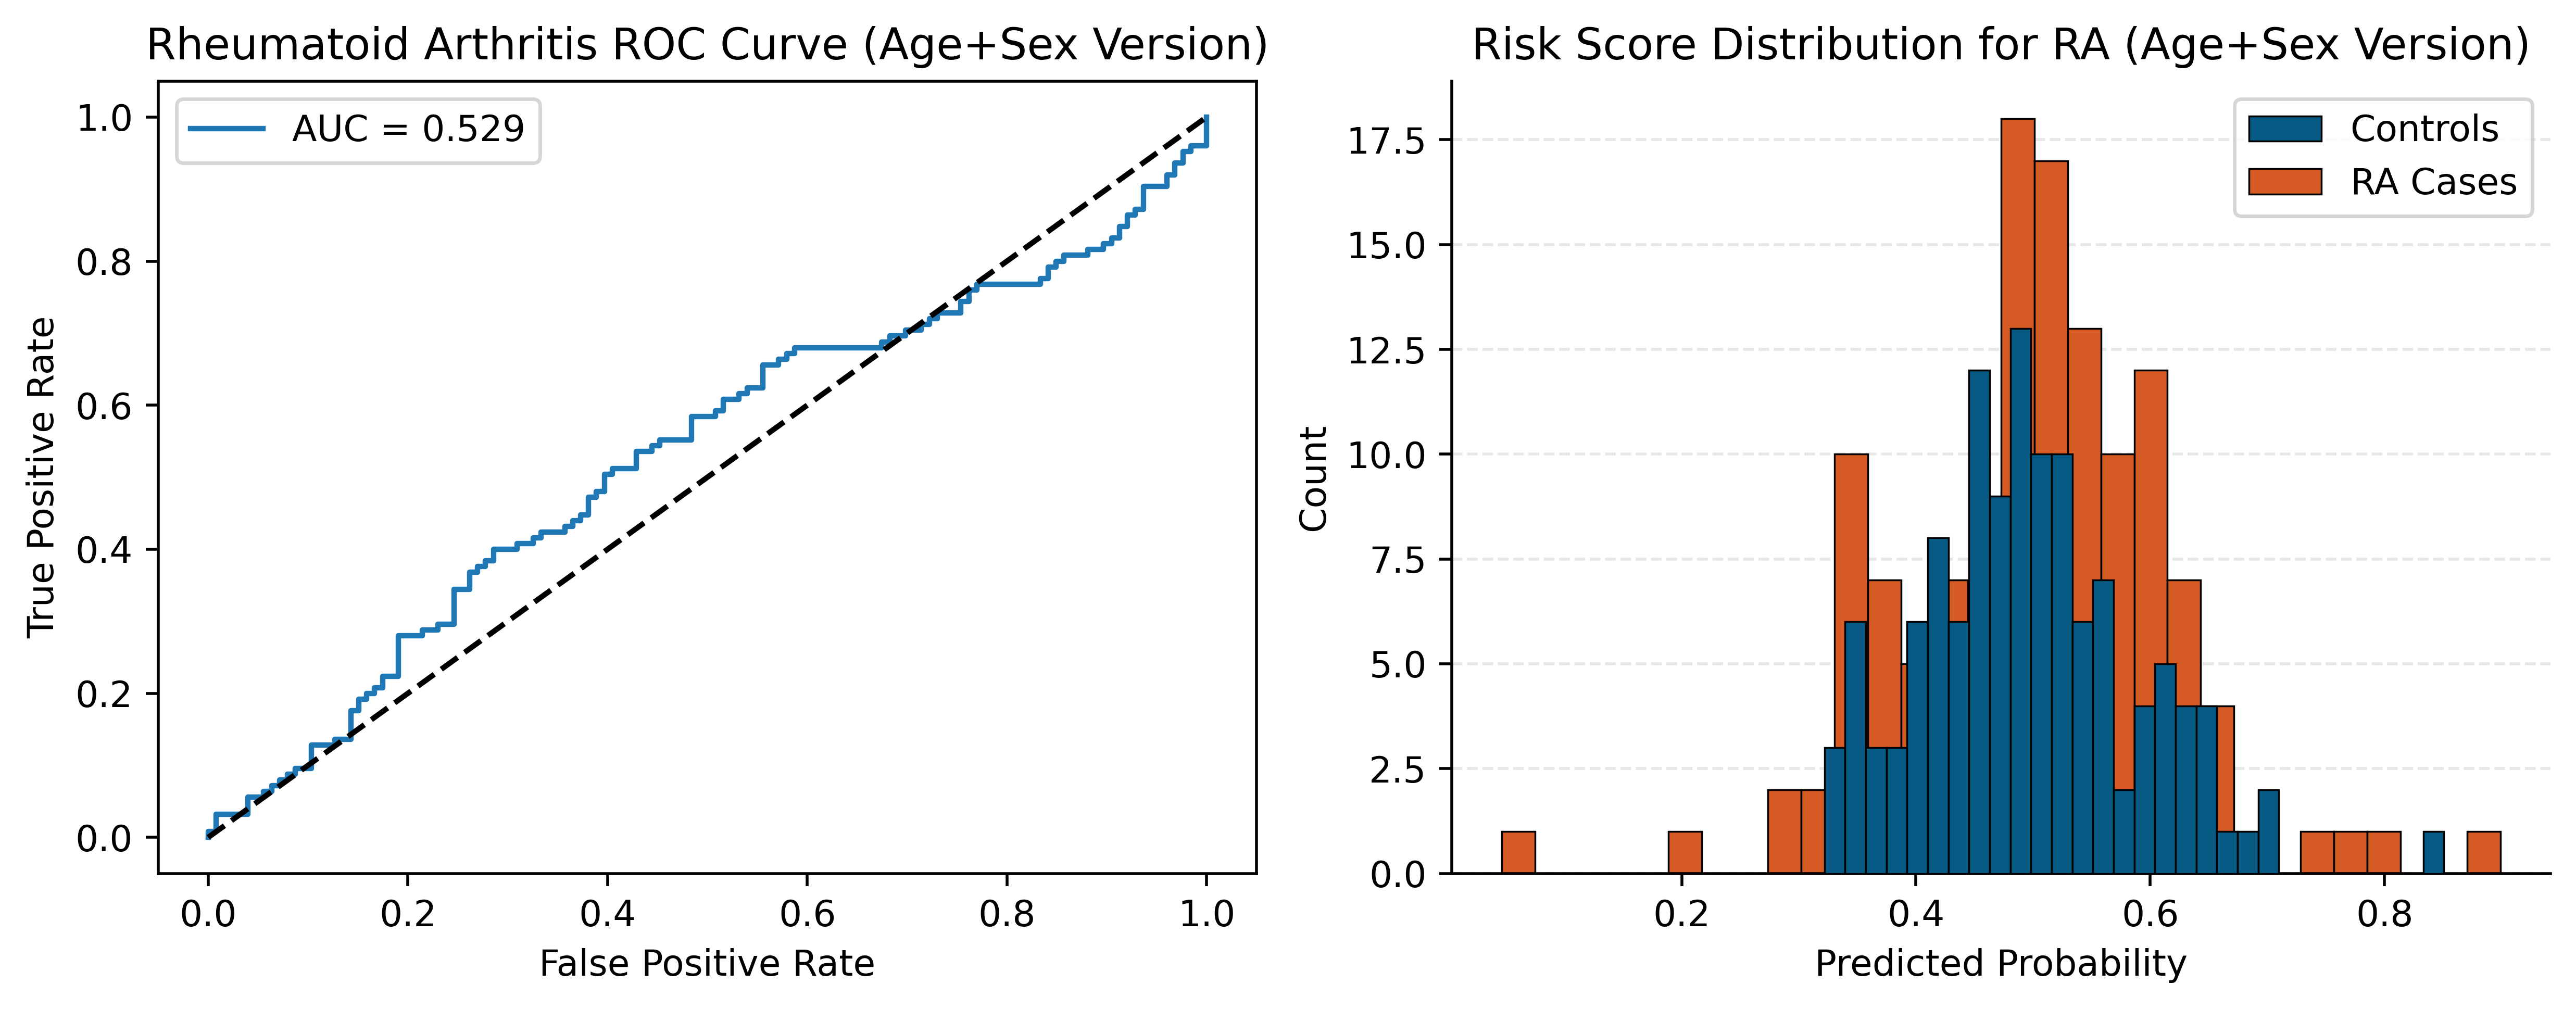 Rheumatoid Arthritis ROC Curve (Age+Sex Version)
AUC = 0.529
True Positive Rate
1.0
0.8
0.6
0.4
0.2
0.0
0.0 0.2 0.4 0.6 0.8 1.0
False Positive Rate
Risk Score Distribution for RA (Age+Sex Version)
Controls
RA Cases
Count
17.5
15.0
12.5
10.0
7.5
5.0
2.5
0.0
0.2 0.4 0.6 0.8
Predicted Probability